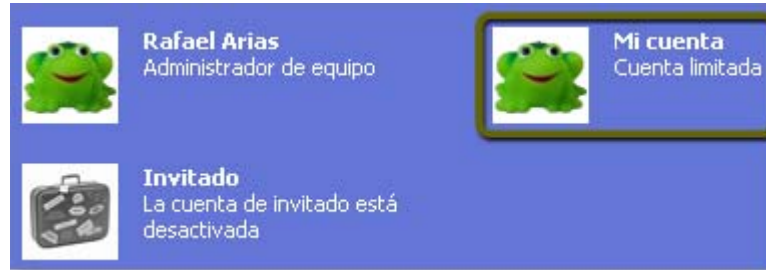 Rafael Arias
Administrador de equipo
Mi cuenta
Cuenta limitada
Invitado
La cuenta de invitado está
desactivada